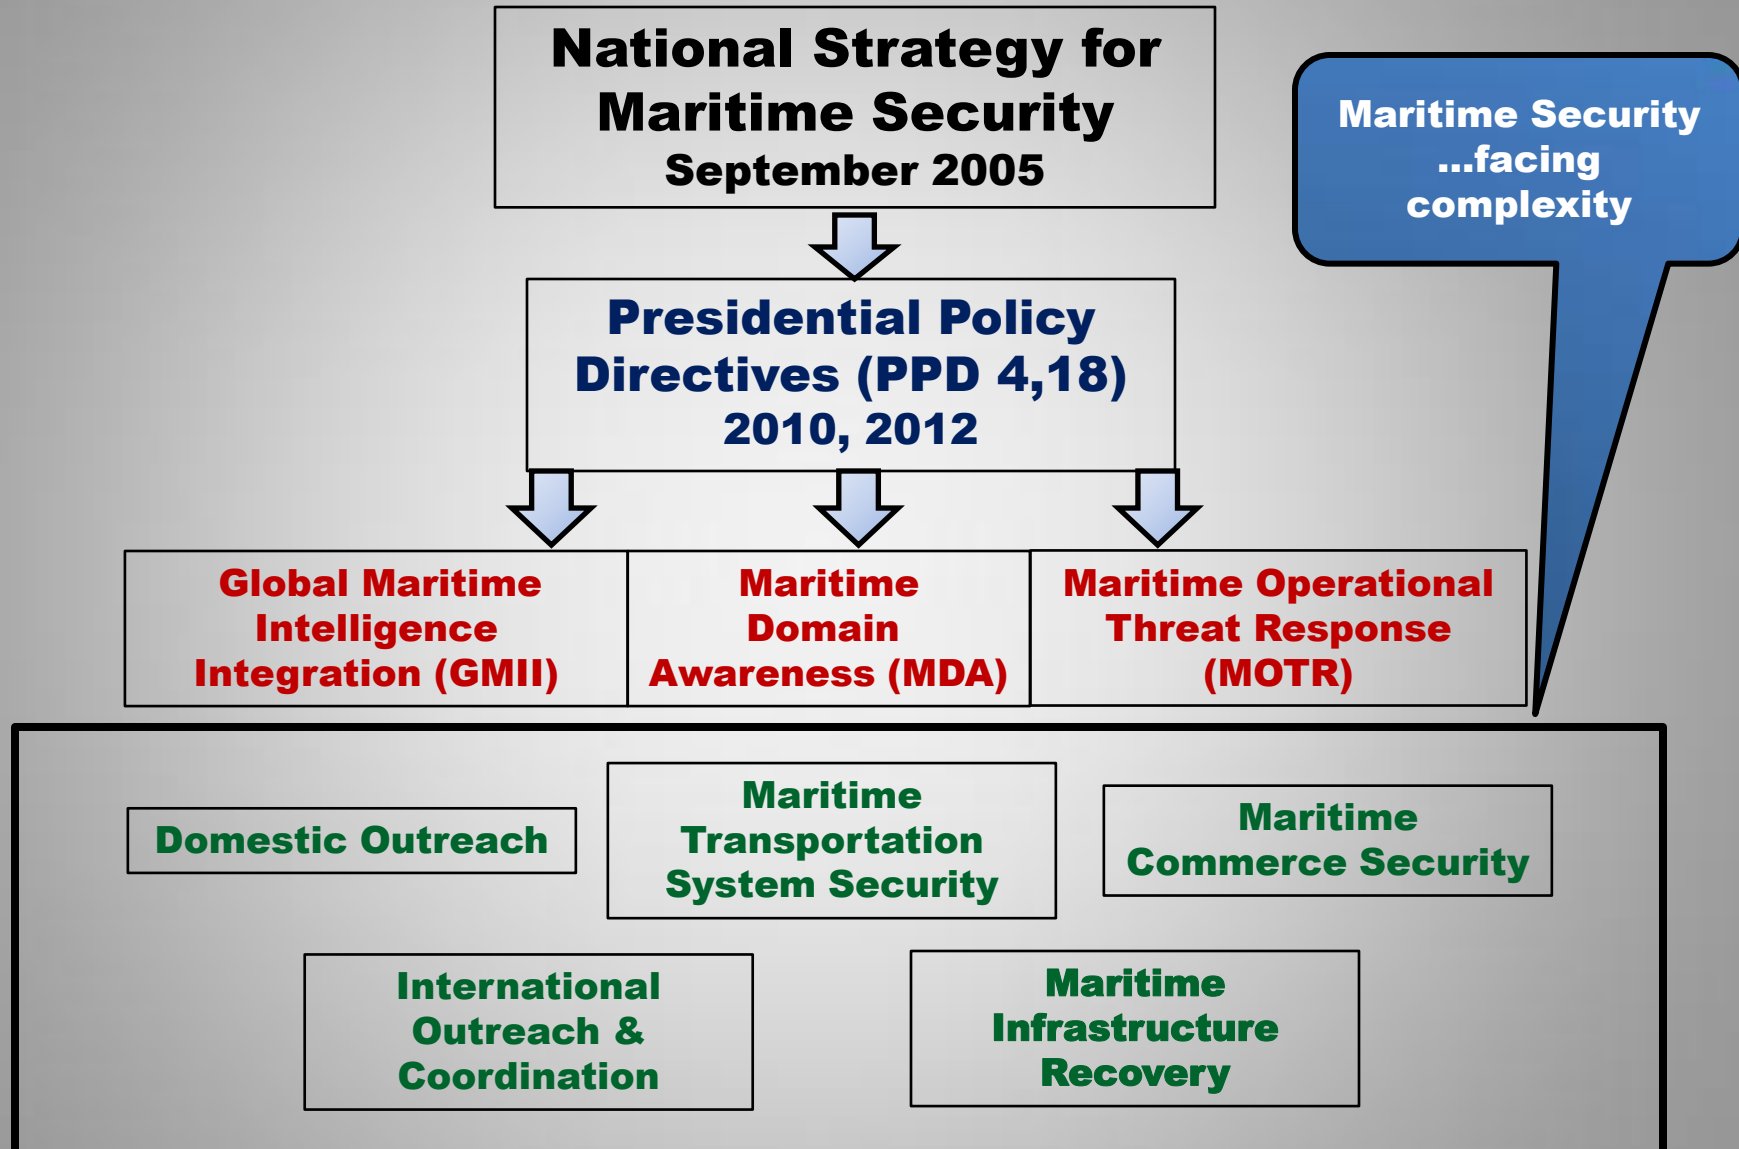 National Strategy for
Maritime Security
September 2005
Maritime Security
...facing
complexity
Presidential Policy
Directives (PPD 4,18)
2010, 2012
Global Maritime
Intelligence
Integration (GMII)
Maritime
Domain
Awareness (MDA)
Maritime Operational
Threat Response
(MOTR)
Domestic Outreach
Maritime
Transportation
System Security
Maritime
Commerce Security
International
Outreach &
Coordination
Maritime
Infrastructure
Recovery